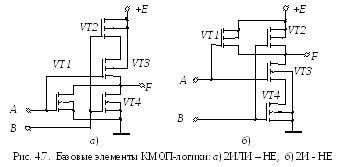 +E
+E
VT2
VT1
VT2
VT1
VT3
VT3
F
F
A
VT4
A
VT4
B
B
а)
б)
Рис. 4.7. Базовые элементы КМОП-логики: а) 2ИЛИ – НЕ, б) 2И - НЕ